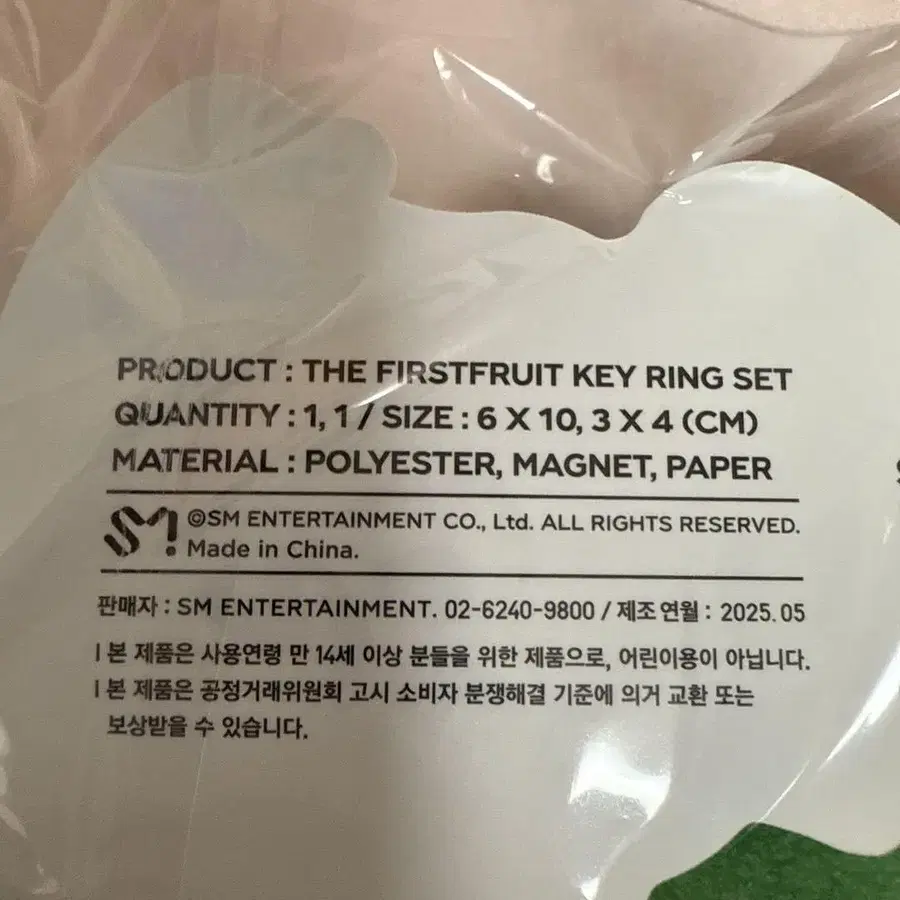 PRODUCT : THE FIRSTFRUIT KEY RING SET
QUANTITY : 1, 1 / SIZE : 6 X 10, 3 X 4 (CM)
MATERIAL : POLYESTER, MAGNET, PAPER
SM ©SM ENTERTAINMENT CO., Ltd. ALL RIGHTS RESERVED.
Made in China.
판매자 : SM ENTERTAINMENT. 02-6240-9800 / 제조연월 : 2025. 05
l 본 제품은 사용연령 만 14세 이상 분들을 위한 제품으로, 어린이용이 아닙니다.
l 본 제품은 공정거래위원회 고시 소비자 분쟁해결 기준에 의거 교환 또는
보상받을 수 있습니다.